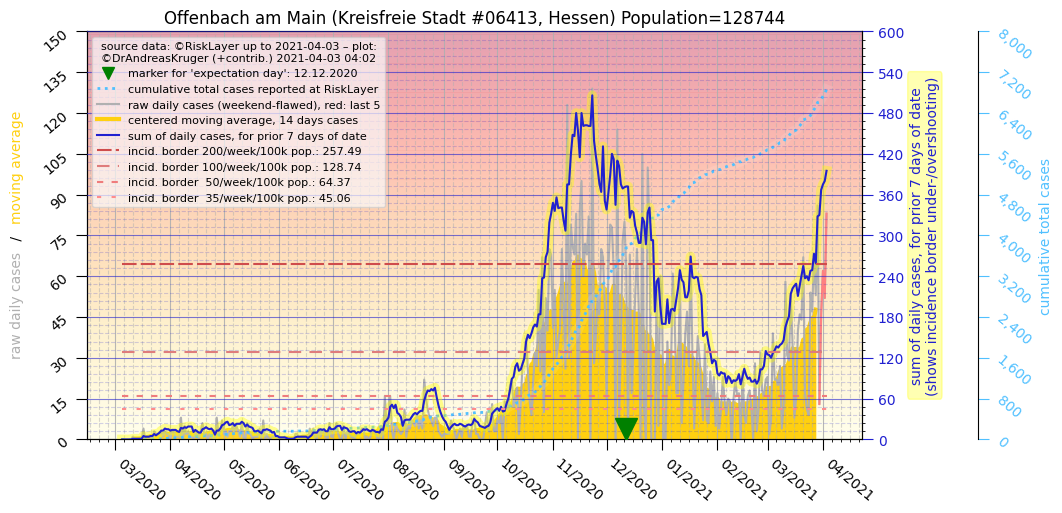 Offenbach am Main (Kreisfreie Stadt #06413, Hessen) Population=128744
source data: ©RiskLayer up to 2021-04-03 – plot:
©DrAndreasKruger (+contrib.) 2021-04-03 04:02
marker for 'expectation day': 12.12.2020
cumulative total cases reported at RiskLayer
raw daily cases (weekend-flawed), red: last 5
centered moving average, 14 days cases
sum of daily cases, for prior 7 days of date
incid. border 200/week/100k pop.: 257.49
incid. border 100/week/100k pop.: 128.74
incid. border  50/week/100k pop.: 64.37
incid. border  35/week/100k pop.: 45.06
raw daily cases / moving average
150
135
120
105
90
75
60
45
30
15
0
03/2020
04/2020
05/2020
06/2020
07/2020
08/2020
09/2020
10/2020
11/2020
12/2020
01/2021
02/2021
03/2021
04/2021
600
540
480
420
360
300
240
180
120
60
0
sum of daily cases, for prior 7 days of date
(shows incidence border under-/overshooting)
8,000
7,200
6,400
5,600
4,800
4,000
3,200
2,400
1,600
800
0
cumulative total cases